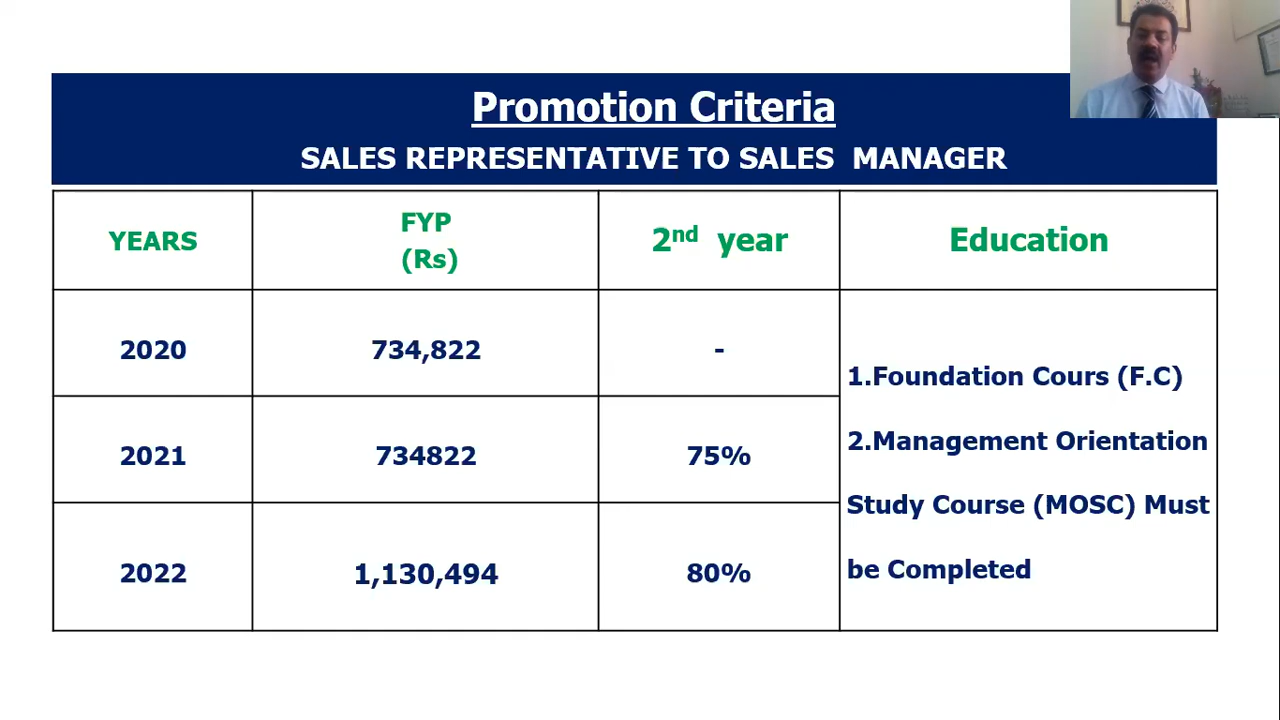 Promotion Criteria
SALES REPRESENTATIVE TO SALES MANAGER
YEARS
FYP
(Rs)
2nd year
Education
2020
734,822
-
2021
734822
75%
2022
1,130,494
80%
1.Foundation Cours (F.C)
2.Management Orientation
Study Course (MOSC) Must
be Completed